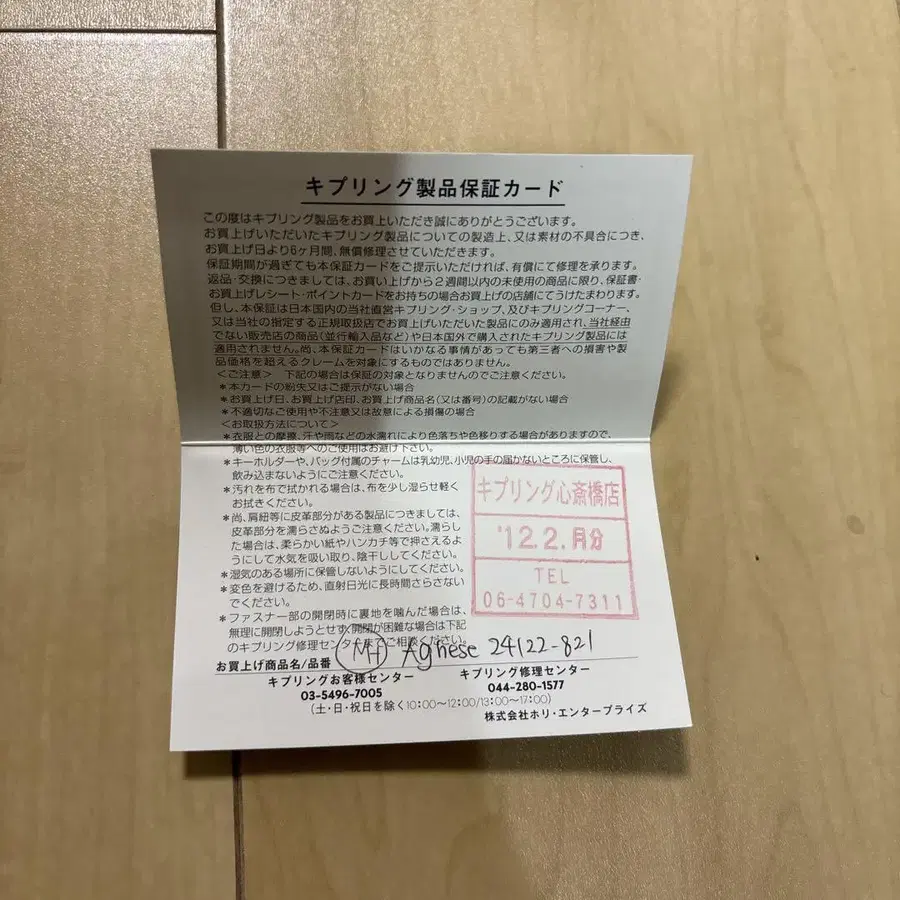 キプリング製品保証カード
この度はキプリング製品をお買上いただき誠にありがとうございます。
お買上げいただいたキプリング製品についての製造上、又は素材の不具合につき、
お買上げ日より6ヶ月間、無償修理させていただきます。
保証期間が過ぎても本保証カードをご提示いただければ、有償にて修理を承ります。
返品・交換につきましては、お買い上げから2週間以内の未使用の商品に限り、保証書・
お買上げレシート・ポイントカードをお持ちの場合お買上げの店舗にてうけたまわります。
但し、本保証は日本国内の当社直営キプリング・ショップ、及びキプリングコーナー、
又は当社の指定する正規取扱店でお買上げいただいた製品にのみ適用され、当社経由
でない販売店の商品(並行輸入品など)や日本国外で購入されたキプリング製品には
適用されません。尚、本保証カードはいかなる事情があっても第三者への損害や製
品価格を超えるクレームを対象にするものではありません。
<ご注意> 下記の場合は保証の対象となりませんのでご注意ください。
*本カードの紛失又はご提示がない場合
*お買上げ日、お買上げ店印、お買上げ商品名(又は番号)の記載がない場合
*不適切なご使用や不注意又は故意による損傷の場合
<お取扱方法について>
*衣服との摩擦、汗や雨などの水濡れにより色落ちや色移りする場合がありますので、
薄い色の衣服等へのご使用はお避け下さい。
*キーホルダーや、バッグ付属のチャームは乳幼児、小児の手の届かないところに保管し、
飲み込まないようにご注意ください。
*汚れを布で拭かれる場合は、布を少し湿らせ軽く
お拭きください。
*尚、肩紐等に皮革部分がある製品につきましては、
皮革部分を濡らさぬようご注意ください。濡らし
た場合は、柔らかい紙やハンカチ等で押さえるよ
うにして水気を吸い取り、陰干ししてください。
*湿気のある場所に保管しないようにしてください。
*変色を避けるため、直射日光に長時間さらさない
でください。
*ファスナー部の開閉時に裏地を噛んだ場合は、
無理に開閉しようとせず、開閉が困難な場合は下記
のキプリング修理センターまでご相談ください。
キプリング心斎橋店
'12.2.月分
TEL
06-4704-7311
お買上げ商品名/品番 MH Agnese 24122-821
キプリングお客様センター
03-5496-7005
キプリング修理センター
044-280-1577
(土・日・祝日を除く10:00~12:00/13:00~17:00)
株式会社ホリ・エンタープライズ